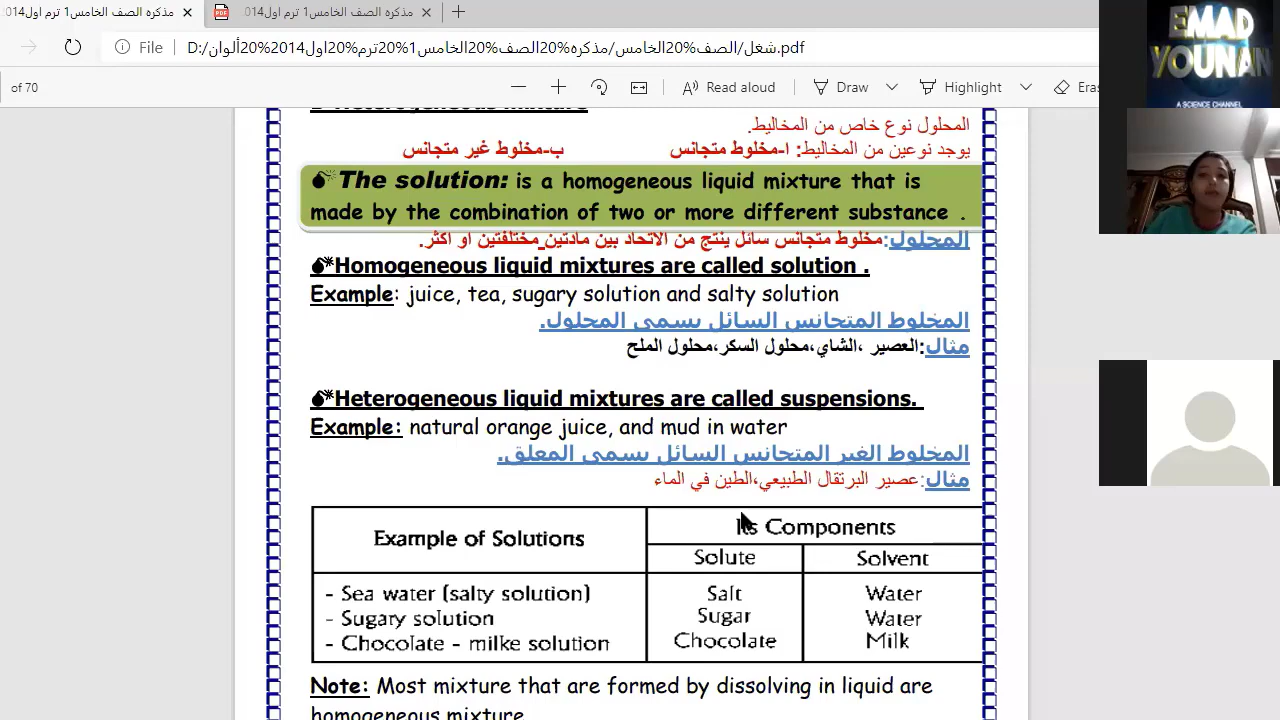 مذكره الصف الخامس1 ترم اول2014
مذكره الصف الخامس1 ترم اول2014
File
D:/شغل/الصف%20الخامس/مذكره%20الصف%20الخامس1%20ترم%20اول2014%20ألوان.pdf
of 70
Read aloud
Draw
Highlight
Heterogeneous mixture
المحلول نوع خاص من المخاليط.
يوجد نوعين من المخاليط: ا-مخلوط متجانس ب-مخلوط غير متجانس
The solution: is a homogeneous liquid mixture that is
made by the combination of two or more different substance .
المحلول:مخلوط متجانس سائل ينتج من الاتحاد بين مادتين مختلفتين او اكثر.
Homogeneous liquid mixtures are called solution .
Example: juice, tea, sugary solution and salty solution
المخلوط المتجانس السائل يسمى المحلول.
مثال:العصير ،الشاي،محلول السكر،محلول الملح
Heterogeneous liquid mixtures are called suspensions.
Example: natural orange juice, and mud in water
المخلوط الغير المتجانس السائل يسمى المعلق.
مثال:عصير البرتقال الطبيعي،الطين في الماء
Example of Solutions
Its Components
Solute Solvent
- Sea water (salty solution) Salt Water
- Sugary solution Sugar Water
- Chocolate - milke solution Chocolate Milk
Note: Most mixture that are formed by dissolving in liquid are
homogeneous mixture
EMAD
YOUNAN
A SCIENCE CHANNEL